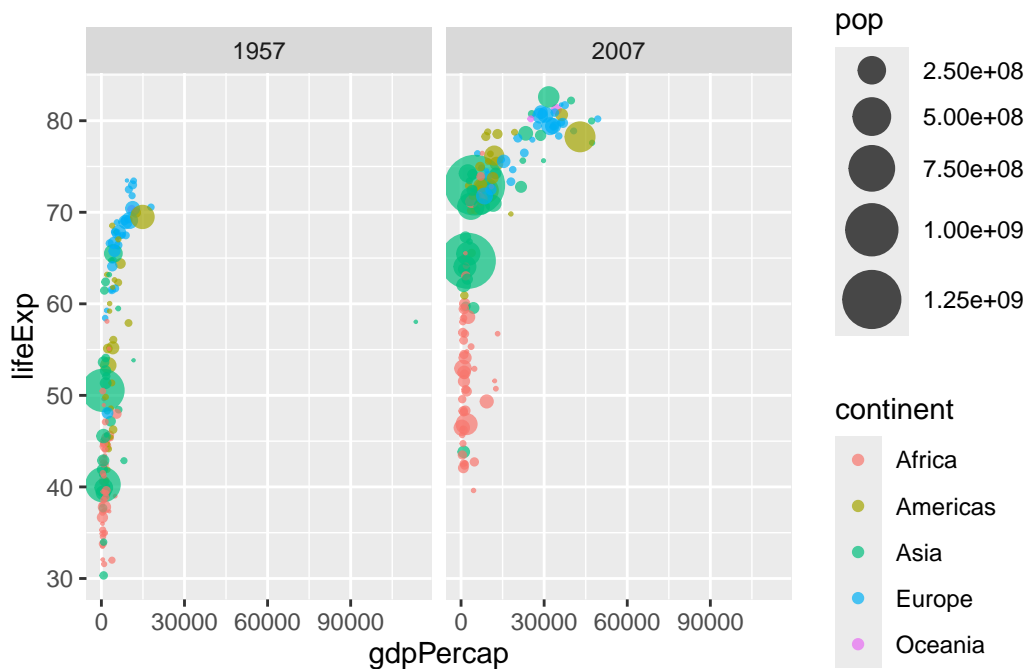 1957
2007
lifeExp
80
70
60
50
40
30
0
30000
60000
90000
0
30000
60000
90000
gdpPercap
pop
2.50e+08
5.00e+08
7.50e+08
1.00e+09
1.25e+09
continent
Africa
Americas
Asia
Europe
Oceania